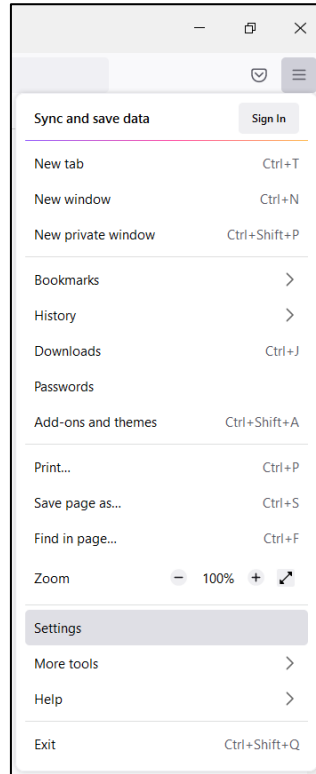 Sync and save data Sign In
New tab Ctrl+T
New window Ctrl+N
New private window Ctrl+Shift+P
Bookmarks
History
Downloads Ctrl+J
Passwords
Add-ons and themes Ctrl+Shift+A
Print... Ctrl+P
Save page as... Ctrl+S
Find in page... Ctrl+F
Zoom 100%
Settings
More tools
Help
Exit Ctrl+Shift+Q